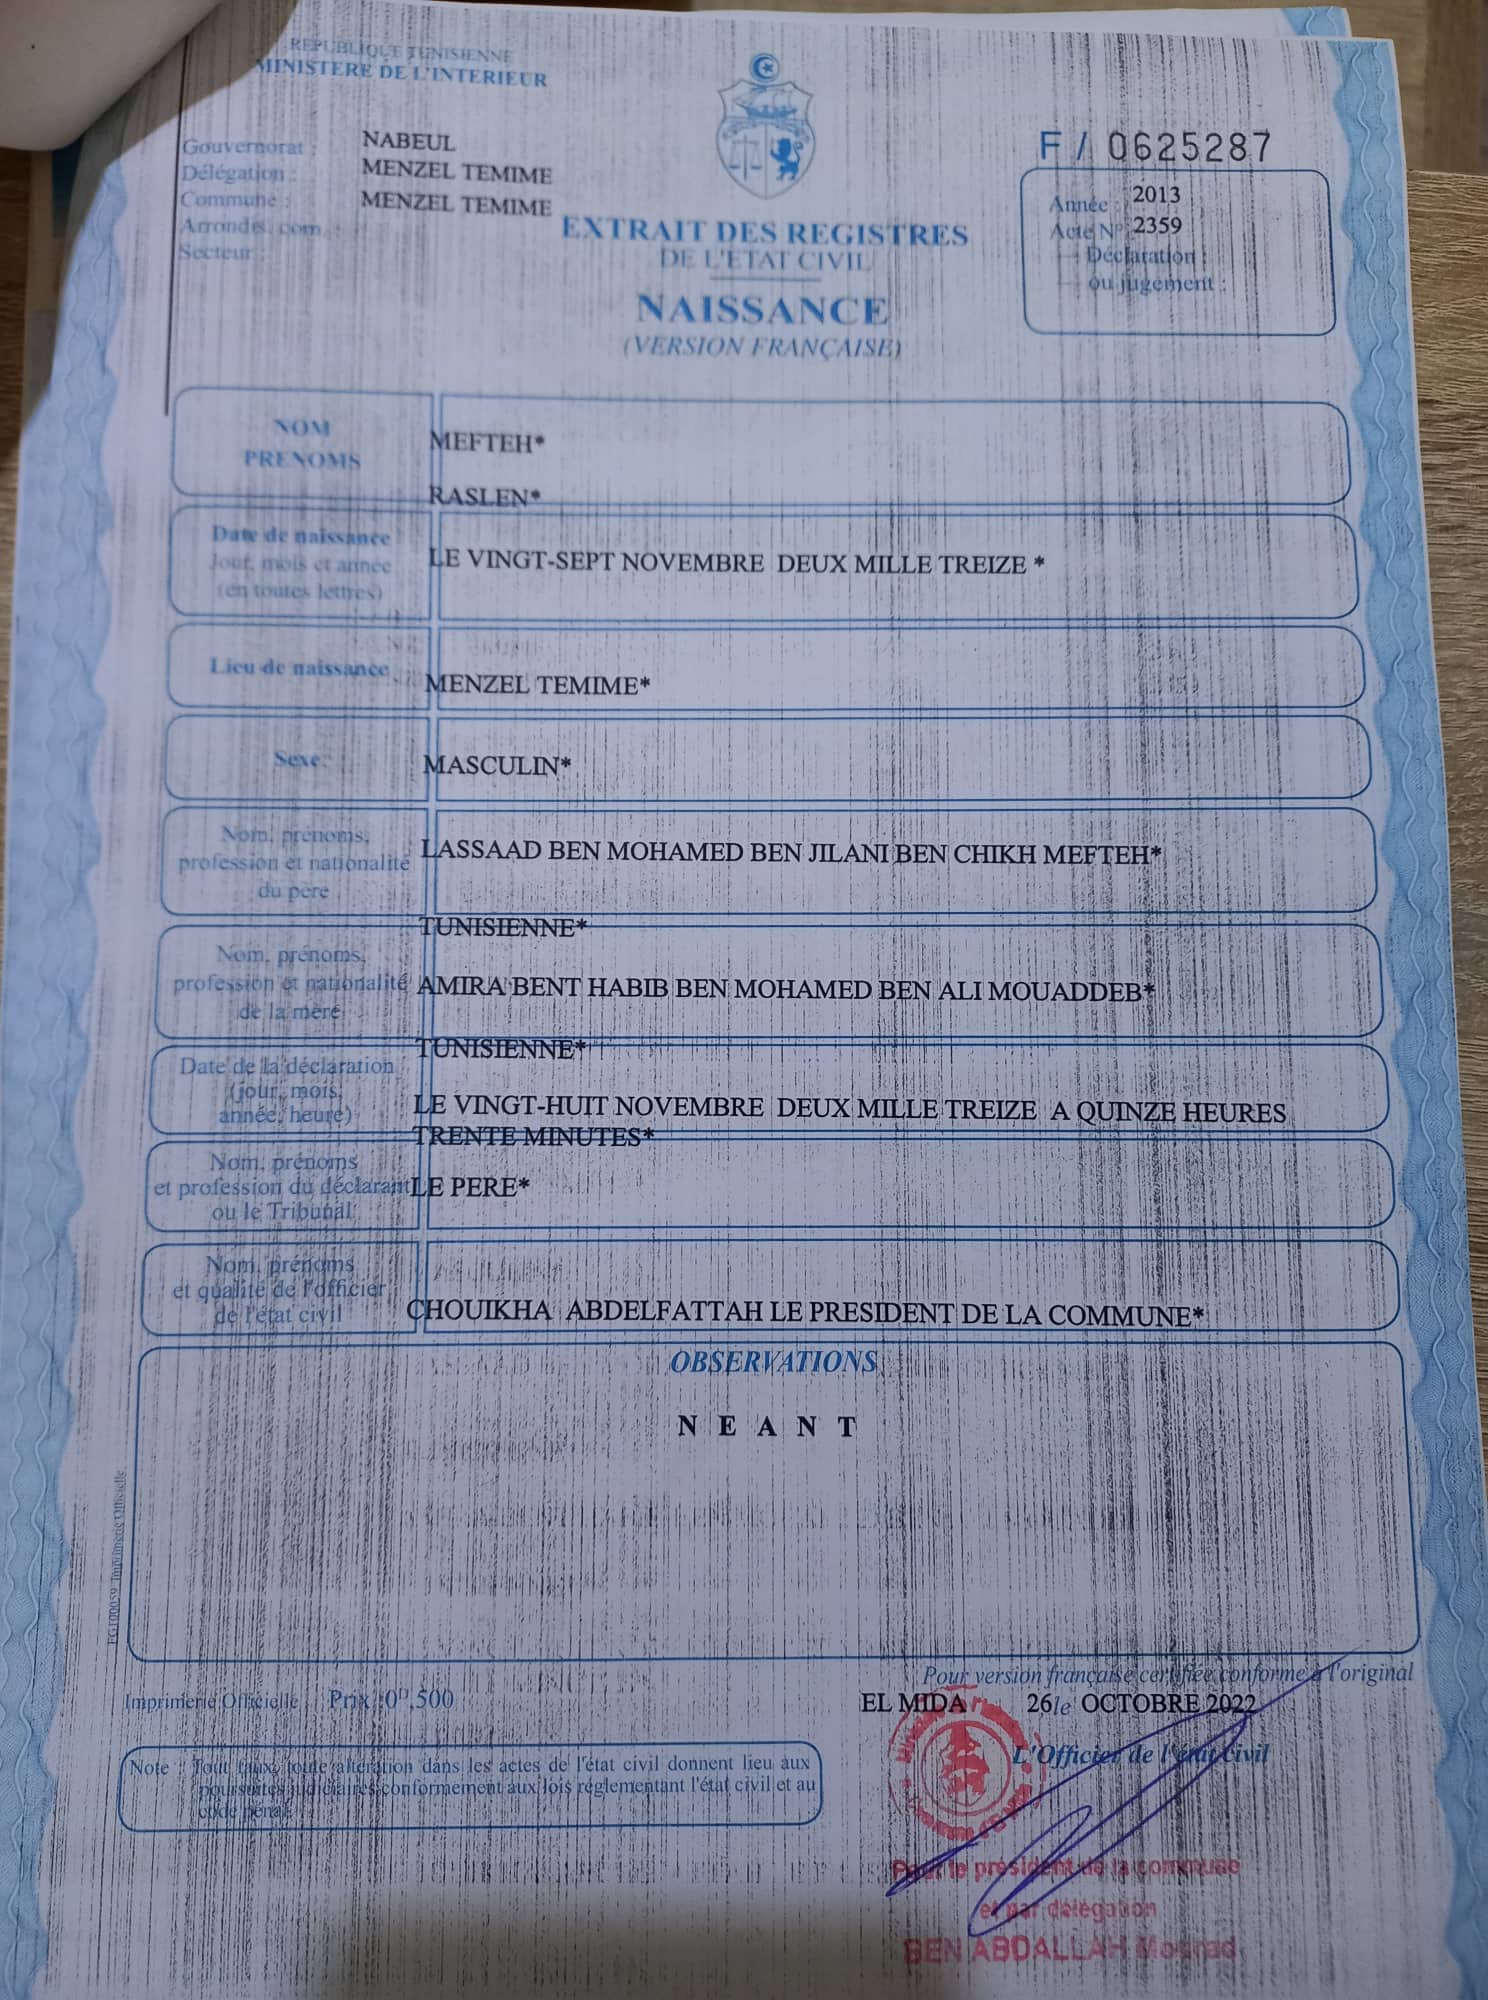 REPUBLIQUE TUNISIENNE
MINISTERE DE L'INTERIEUR
Gouvernorat : NABEUL
Délégation : MENZEL TEMIME
Commune : MENZEL TEMIME
Arrondis. com. :
Secteur :
F / 0625287
Année : 2013
Acte N° 2359
Déclaration :
ou jugement :
EXTRAIT DES REGISTRES
DE L'ETAT CIVIL
NAISSANCE
(VERSION FRANÇAISE)
NOM
PRENOMS
MEFTEH*
RASLEN*
Date de naissance
Jour, mois et année
(en toutes lettres)
LE VINGT-SEPT NOVEMBRE DEUX MILLE TREIZE *
Lieu de naissance
MENZEL TEMIME*
Sexe
MASCULIN*
Nom, prénoms,
profession et nationalité
du père
LASSAAD BEN MOHAMED BEN JILANI BEN CHIKH MEFTEH*
TUNISIENNE*
Nom, prénoms,
profession et nationalité
de la mère
AMIRA BENT HABIB BEN MOHAMED BEN ALI MOUADDEB*
TUNISIENNE*
Date de la déclaration
(jour, mois,
année, heure)
LE VINGT-HUIT NOVEMBRE DEUX MILLE TREIZE A QUINZE HEURES
TRENTE MINUTES*
Nom, prénoms
et profession du déclarant
ou le Tribunal
LE PERE*
Nom, prénoms
et qualité de l'officier
de l'état civil
CHOUIKHA ABDELFATTAH LE PRESIDENT DE LA COMMUNE*
OBSERVATIONS
N E A N T
Imprimerie Officielle
Pour version française certifiée conforme à l'original
Imprimerie Officielle Prix : 0ᴰ,500
EL MIDA 26 le OCTOBRE 2022
L'Officier de l'état civil
Note : Tout faux, toute altération dans les actes de l'état civil donnent lieu aux
poursuites judiciaires conformement aux lois réglementant l'état civil et au
code pénal
Pour le président de la commune
et par délégation
BEN ABDALLAH Mourad